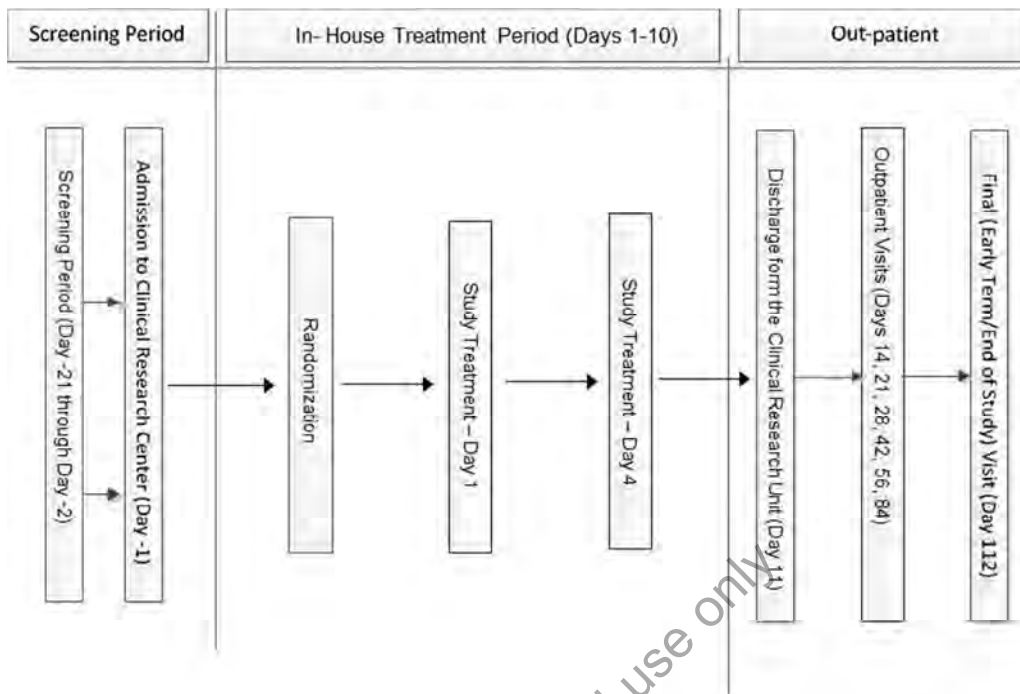 Screening Period
In- House Treatment Period (Days 1-10)
Out-patient
Screening Period (Day -21 through Day -2)
Admission to Clinical Research Center (Day -1)
Randomization
Study Treatment – Day 1
Study Treatment – Day 4
Discharge form the Clinical Research Unit (Day 11)
Outpatient Visits (Days 14, 21, 28, 42, 56, 84)
Final (Early Term/End of Study) Visit (Day 112)
use only